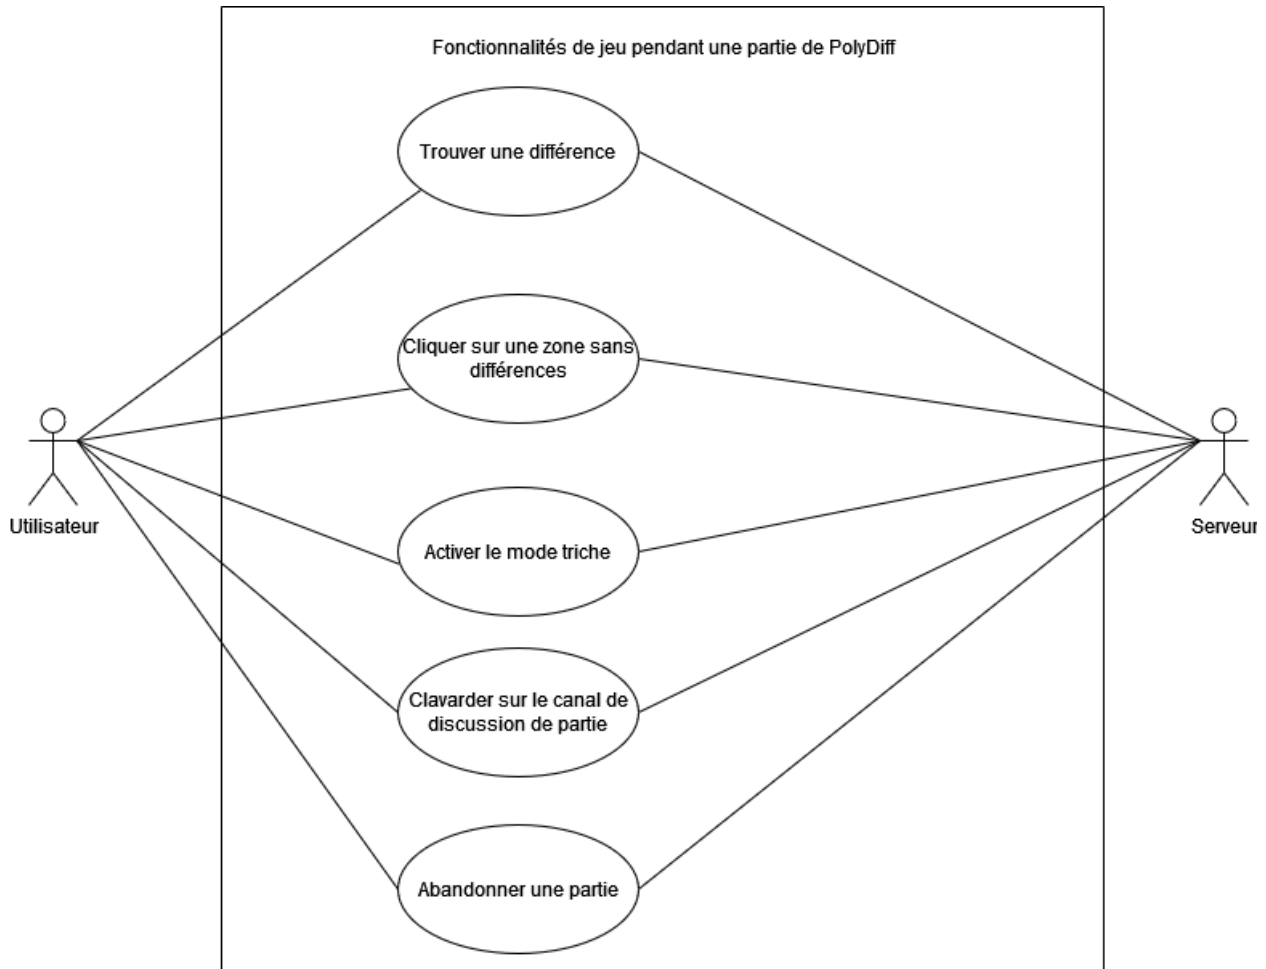 Fonctionnalités de jeu pendant une partie de PolyDiff
Trouver une différence
Cliquer sur une zone sans
différences
Utilisateur
Serveur
Activer le mode triche
Clavarder sur le canal de
discussion de partie
Abandonner une partie